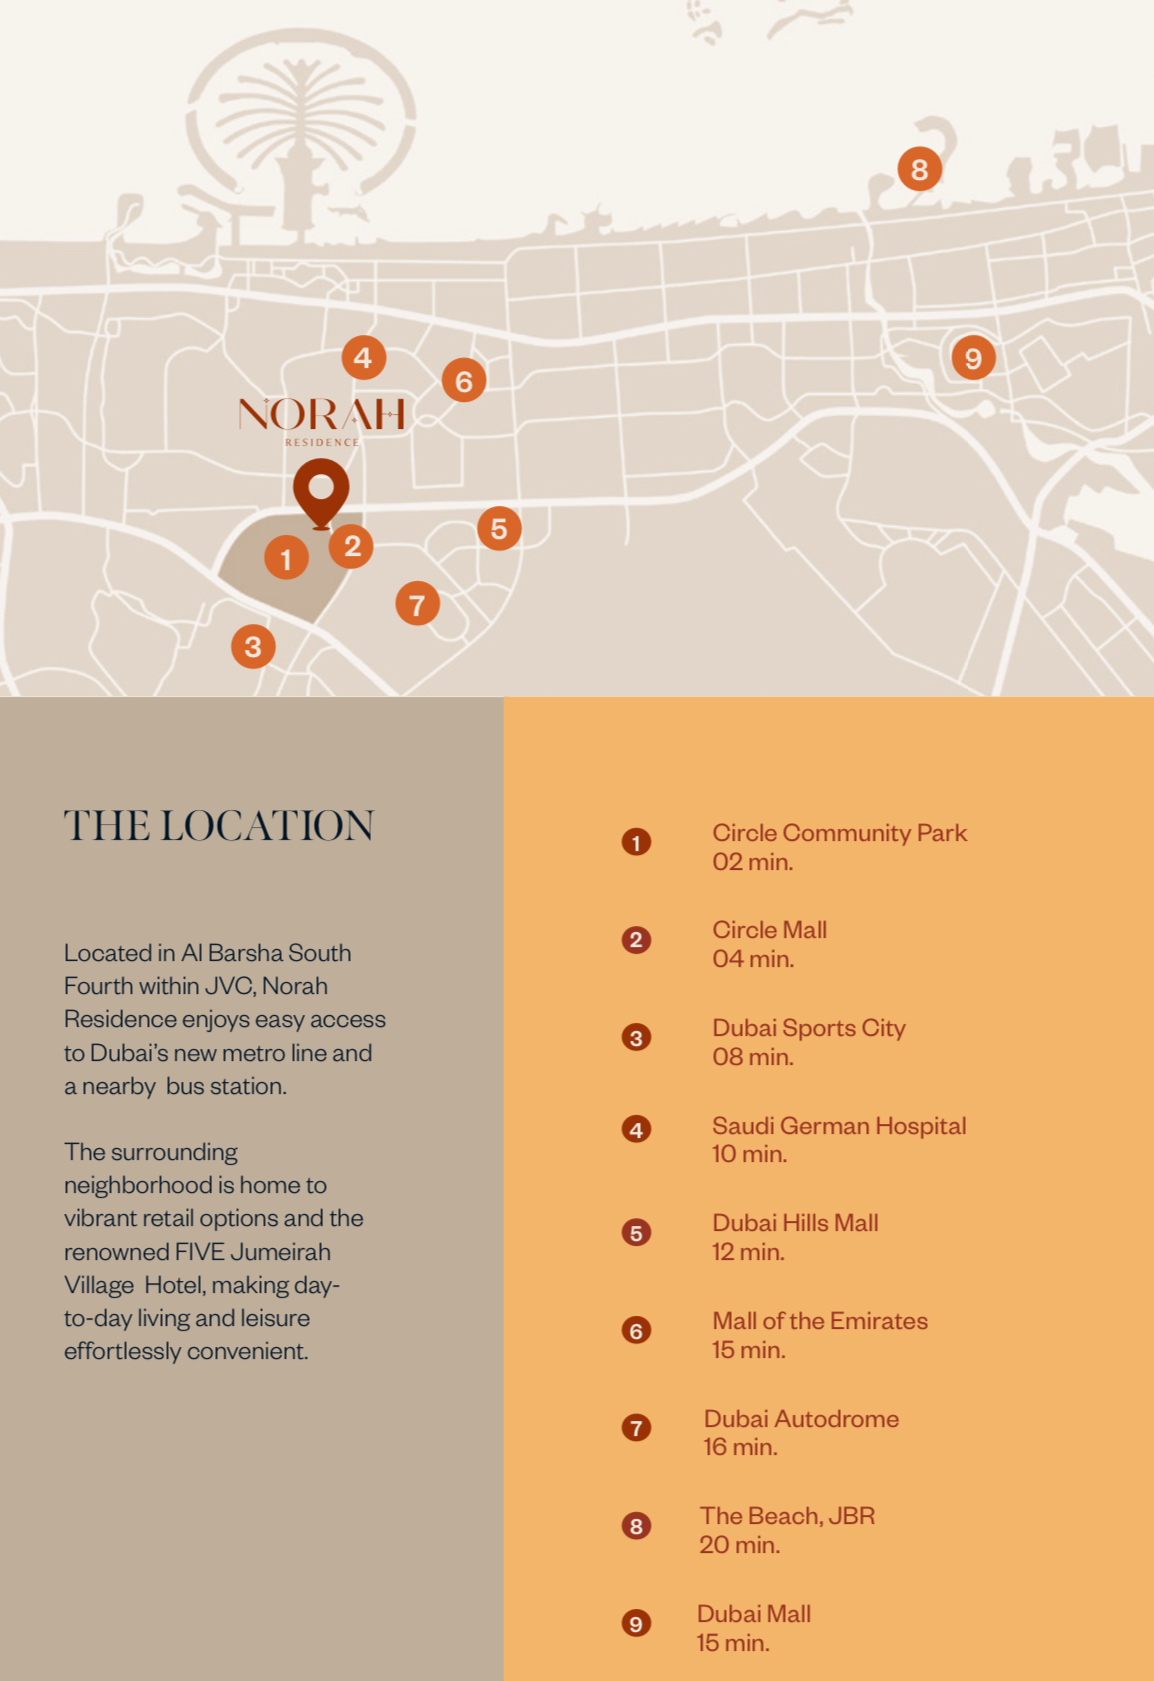 8
4
6
9
NORAH
RESIDENCE
5
2
1
7
3
THE LOCATION
Located in Al Barsha South
Fourth within JVC, Norah
Residence enjoys easy access
to Dubai's new metro line and
a nearby bus station.
The surrounding
neighborhood is home to
vibrant retail options and the
renowned FIVE Jumeirah
Village Hotel, making day-
to-day living and leisure
effortlessly convenient.
1 Circle Community Park
02 min.
2 Circle Mall
04 min.
3 Dubai Sports City
08 min.
4 Saudi German Hospital
10 min.
5 Dubai Hills Mall
12 min.
6 Mall of the Emirates
15 min.
7 Dubai Autodrome
16 min.
8 The Beach, JBR
20 min.
9 Dubai Mall
15 min.